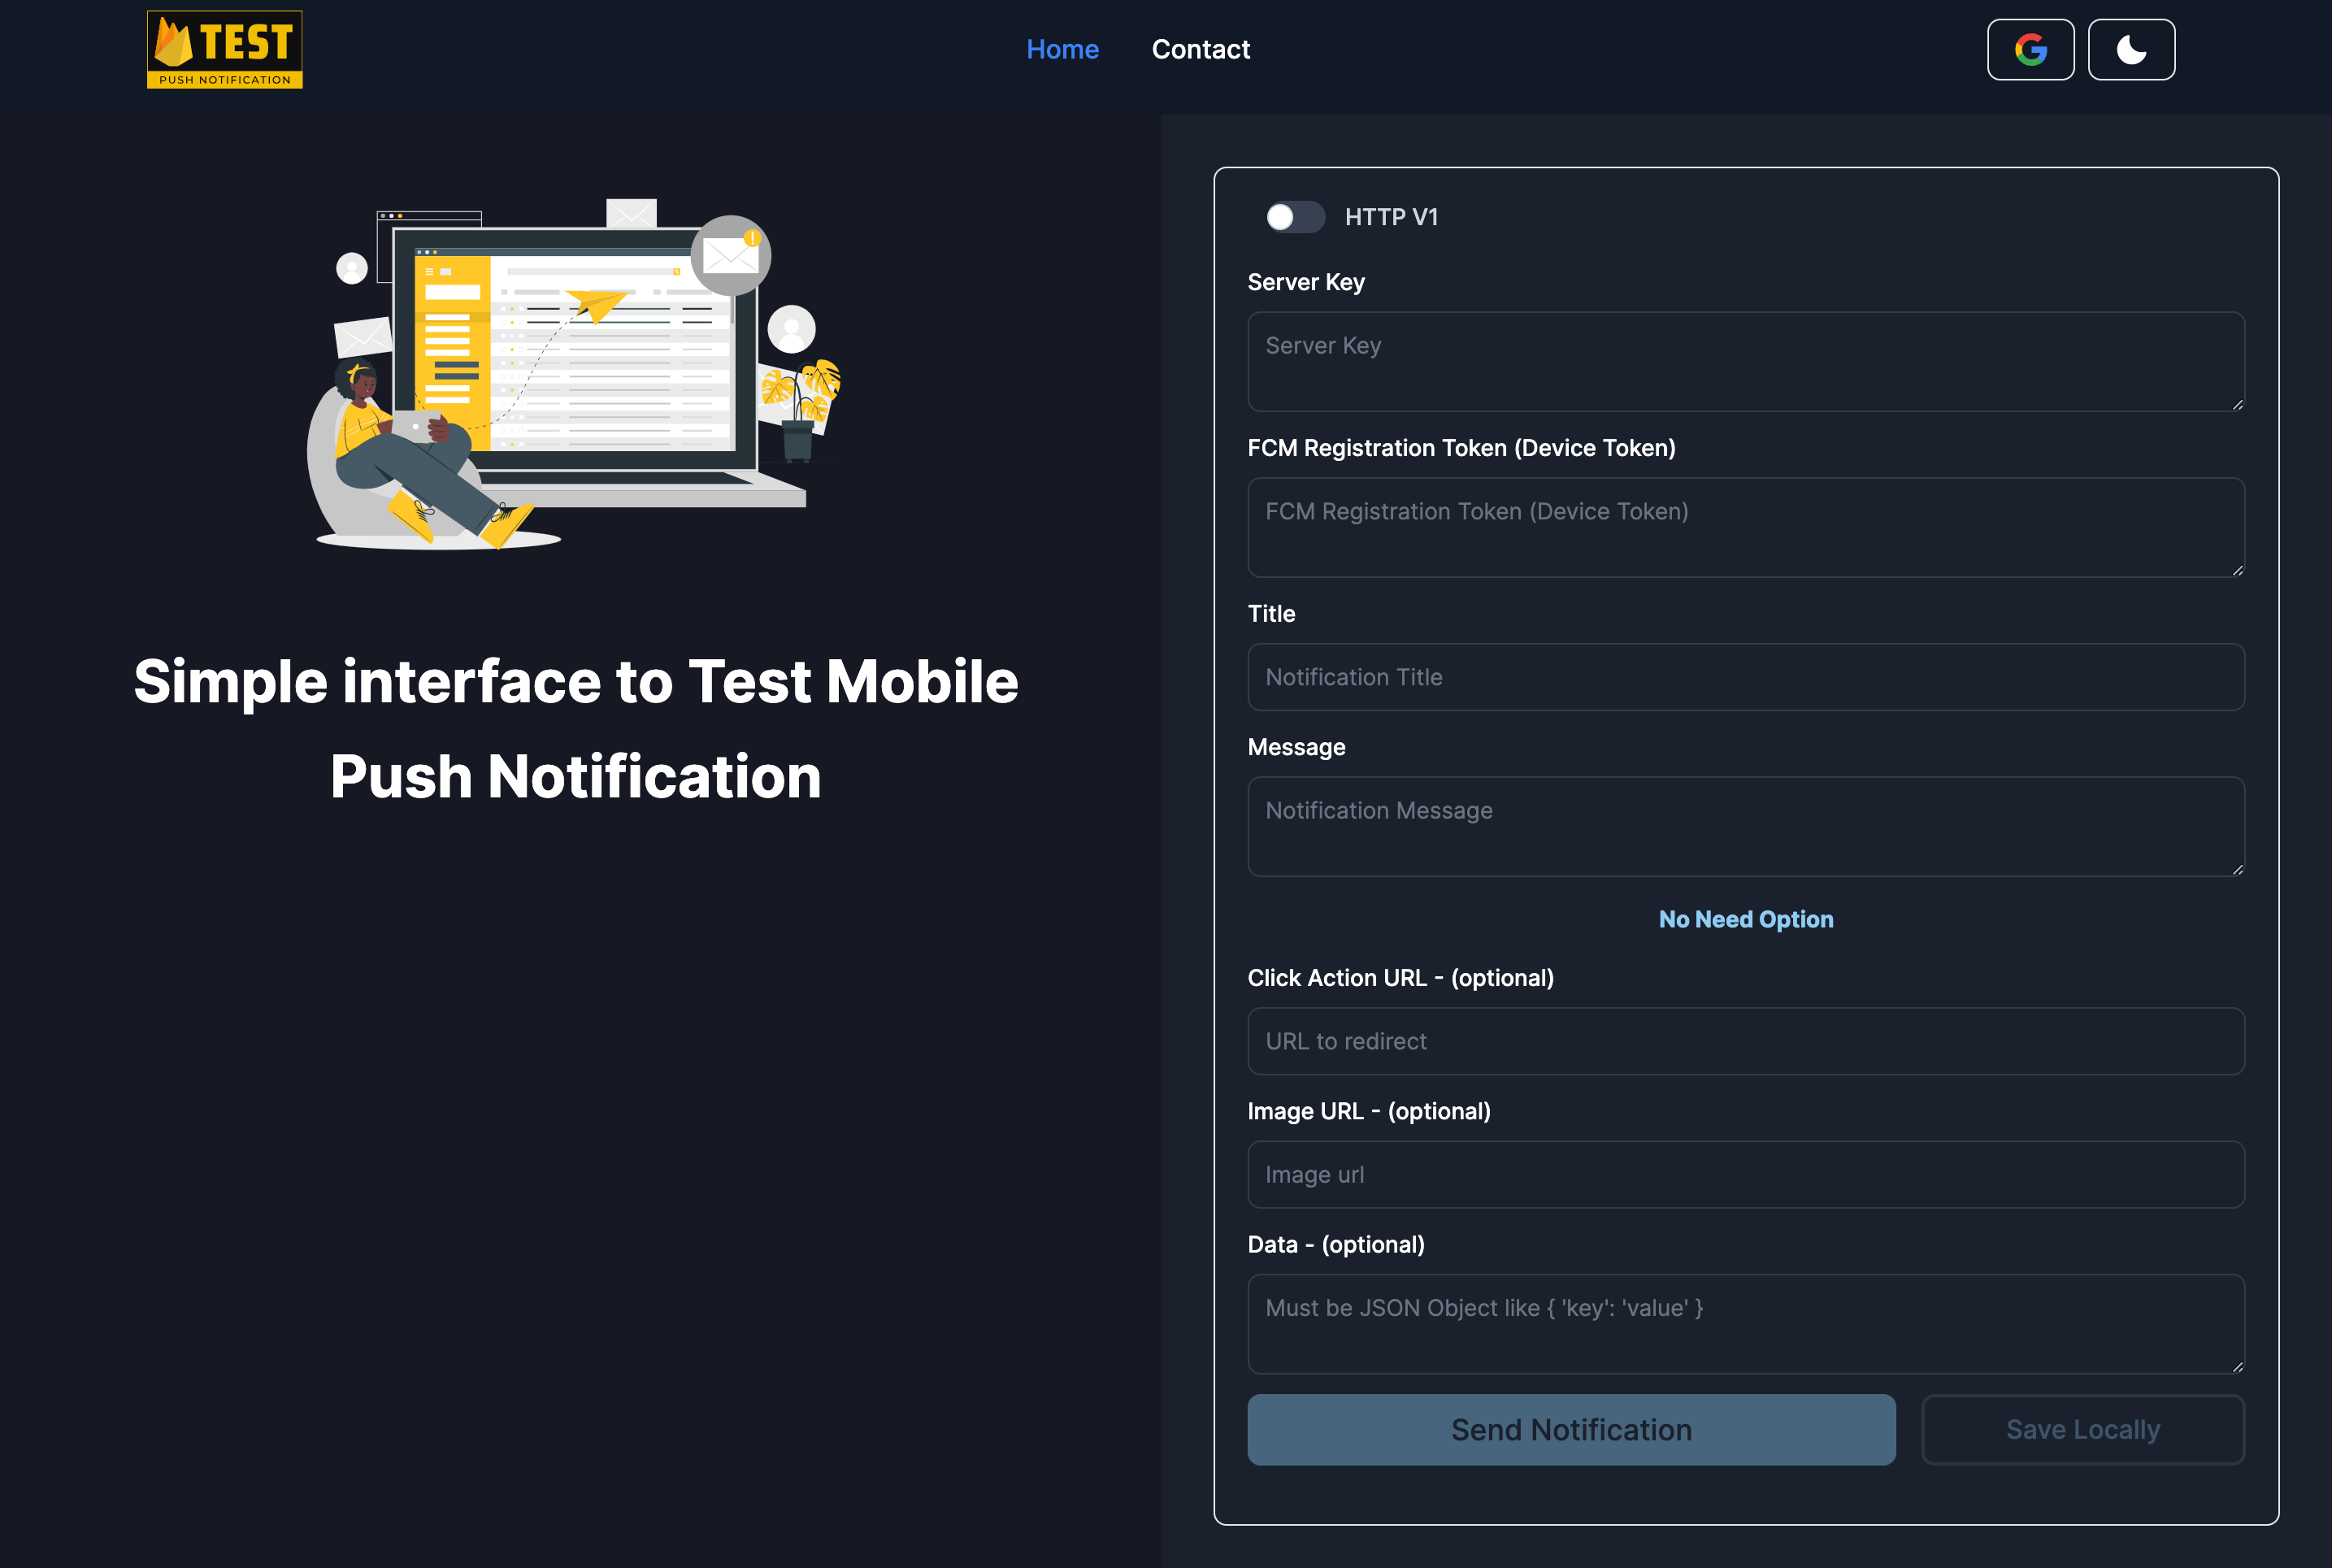 TEST
PUSH NOTIFICATION
Home
Contact
Simple interface to Test Mobile
Push Notification
HTTP V1
Server Key
Server Key
FCM Registration Token (Device Token)
FCM Registration Token (Device Token)
Title
Notification Title
Message
Notification Message
No Need Option
Click Action URL - (optional)
URL to redirect
Image URL - (optional)
Image url
Data - (optional)
Must be JSON Object like { 'key': 'value' }
Send Notification
Save Locally